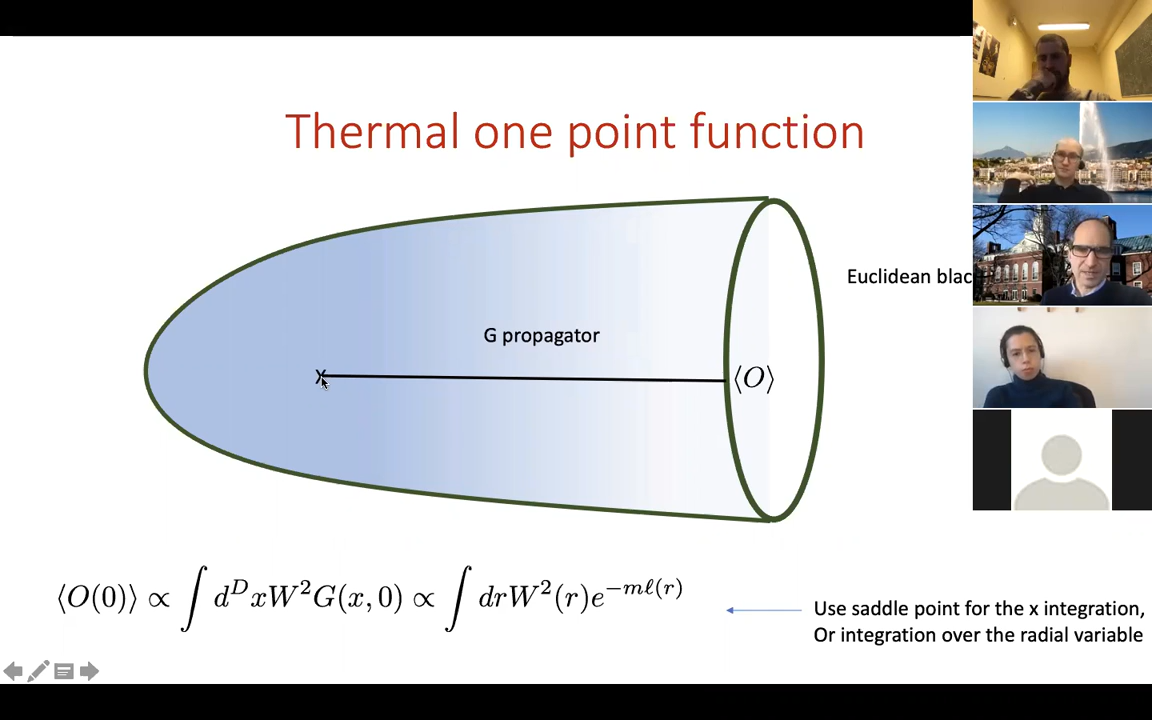 Thermal one point function
Euclidean blac
G propagator
x
⟨O⟩
⟨O(0)⟩ ∝ ∫ d^D x W² G(x, 0) ∝ ∫ dr W²(r) e^{−mℓ(r)}
Use saddle point for the x integration,
Or integration over the radial variable